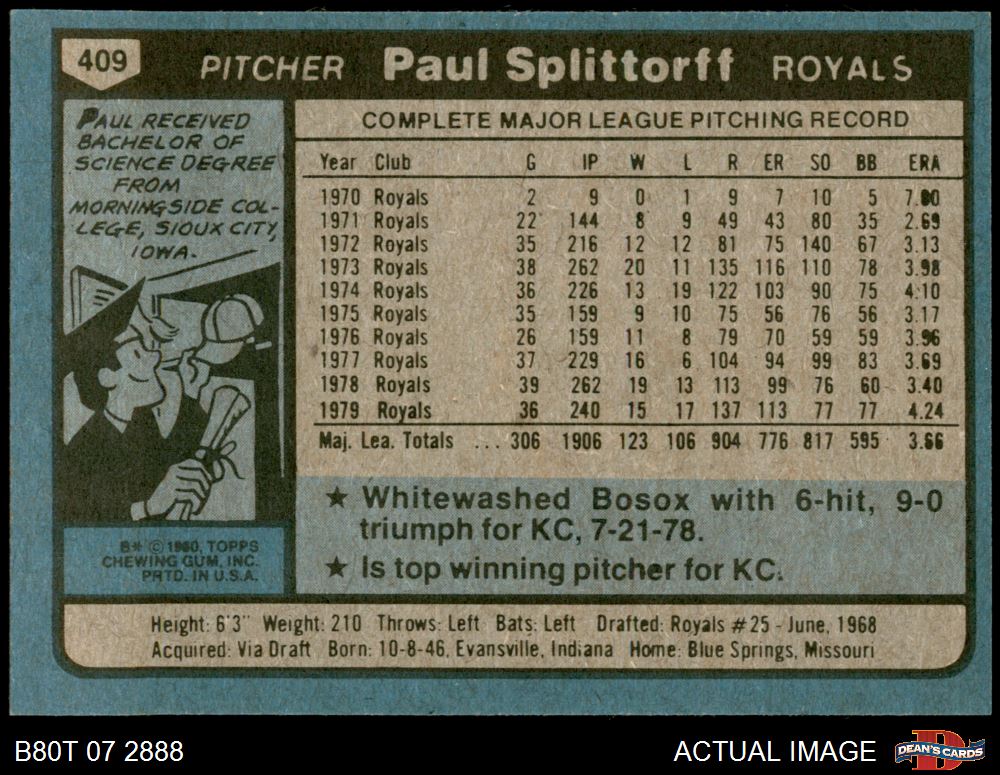 409 PITCHER Paul Splittorff ROYALS
PAUL RECEIVED
BACHELOR OF
SCIENCE DEGREE
FROM
MORNINGSIDE COL-
LEGE, SIOUX CITY,
IOWA.
B* © 1980, TOPPS
CHEWING GUM, INC.
PRTD. IN U.S.A.
COMPLETE MAJOR LEAGUE PITCHING RECORD
Year Club G IP W L R ER SO BB ERA
1970 Royals 2 9 0 1 9 7 10 5 7.00
1971 Royals 22 144 8 9 49 43 80 35 2.69
1972 Royals 35 216 12 12 81 75 140 67 3.13
1973 Royals 38 262 20 11 135 116 110 78 3.98
1974 Royals 36 226 13 19 122 103 90 75 4.10
1975 Royals 35 159 9 10 75 56 76 56 3.17
1976 Royals 26 159 11 8 79 70 59 59 3.96
1977 Royals 37 229 16 6 104 94 99 83 3.69
1978 Royals 39 262 19 13 113 99 76 60 3.40
1979 Royals 36 240 15 17 137 113 77 77 4.24
Maj. Lea. Totals ... 306 1906 123 106 904 776 817 595 3.66
★ Whitewashed Bosox with 6-hit, 9-0
triumph for KC, 7-21-78.
★ Is top winning pitcher for KC.
Height: 6'3" Weight: 210 Throws: Left Bats: Left Drafted: Royals #25 - June, 1968
Acquired: Via Draft Born: 10-8-46, Evansville, Indiana Home: Blue Springs, Missouri
B80T 07 2888 ACTUAL IMAGE DEAN'S CARDS